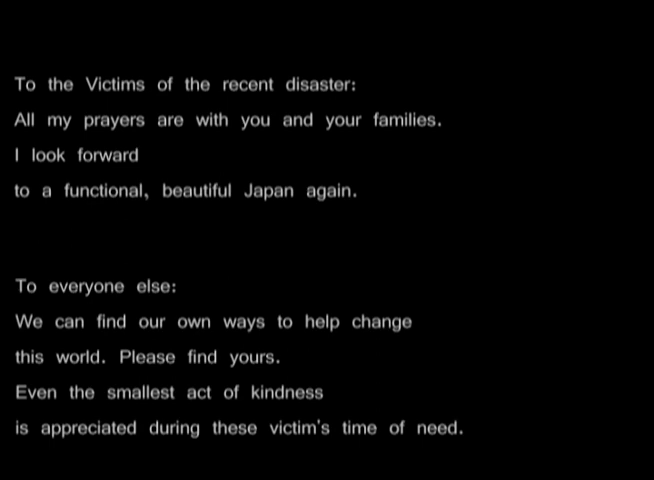 To the Victims of the recent disaster:
All my prayers are with you and your families.
I look forward
to a functional, beautiful Japan again.
To everyone else:
We can find our own ways to help change
this world. Please find yours.
Even the smallest act of kindness
is appreciated during these victim's time of need.